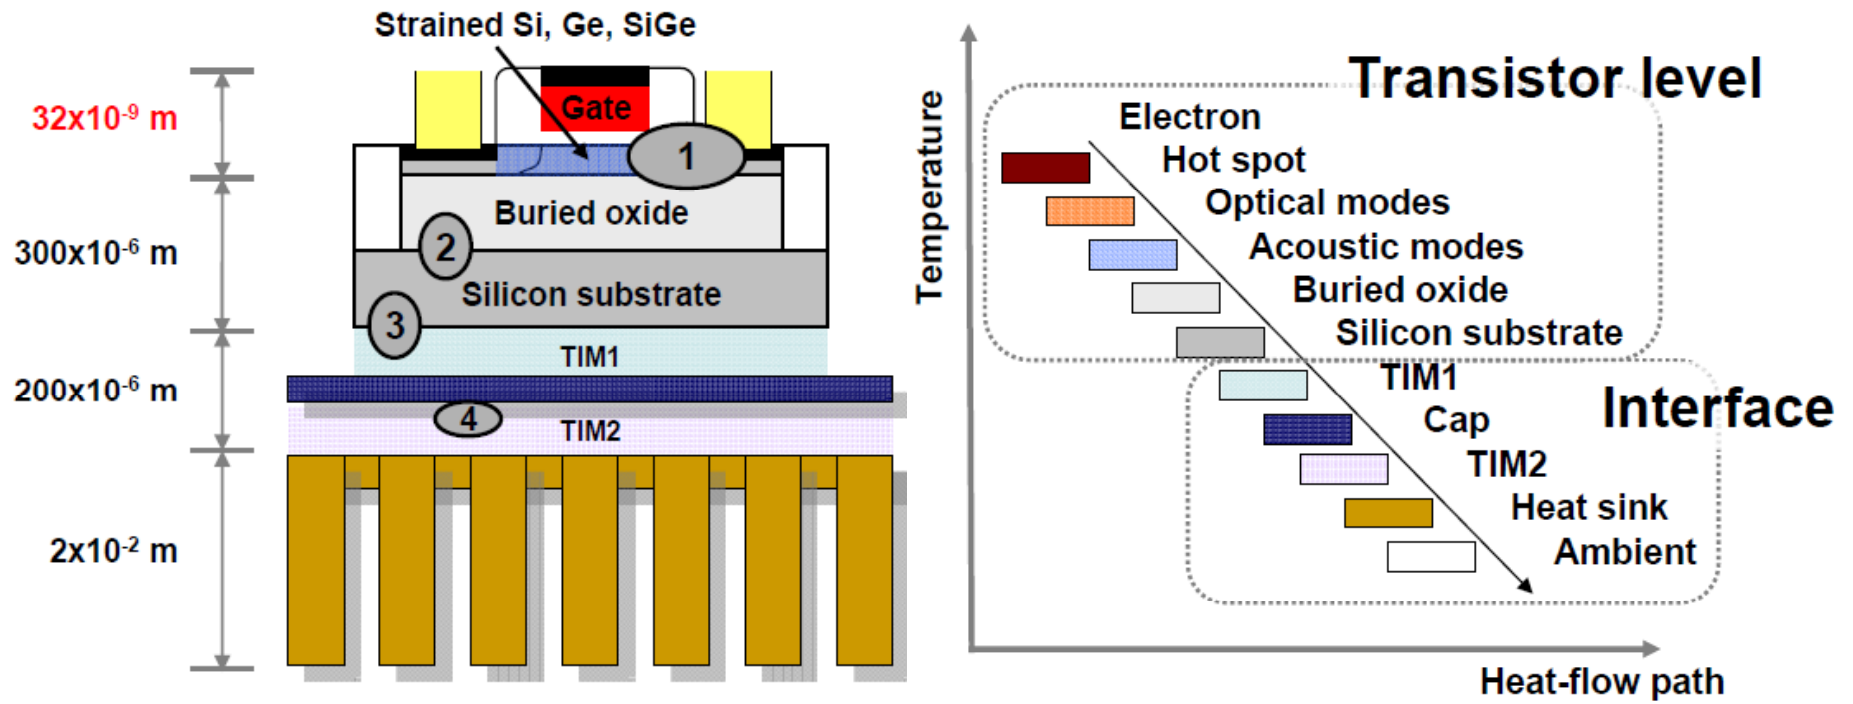 Strained Si, Ge, SiGe
32x10-9 m
Gate
1
Buried oxide
2
300x10-6 m
Silicon substrate
3
TIM1
200x10-6 m
4
TIM2
2x10-2 m
Temperature
Transistor level
Electron
Hot spot
Optical modes
Acoustic modes
Buried oxide
Silicon substrate
TIM1
Interface
Cap
TIM2
Heat sink
Ambient
Heat-flow path